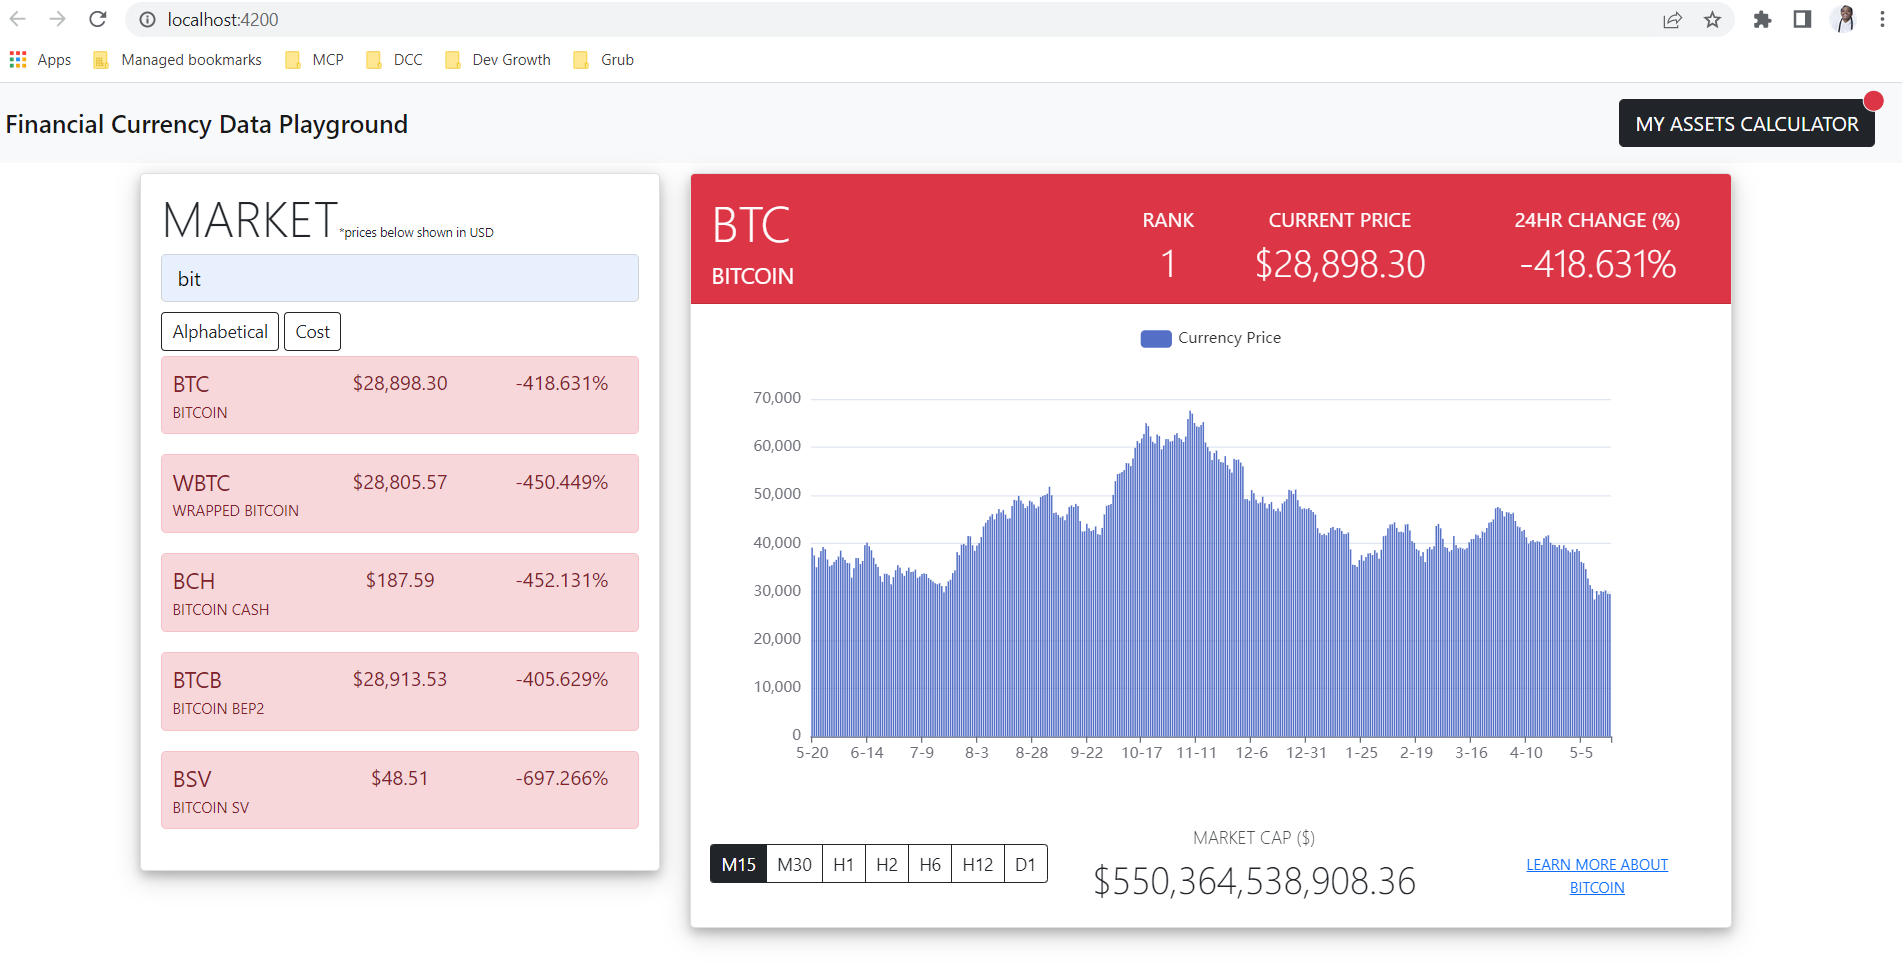 localhost:4200
Apps Managed bookmarks MCP DCC Dev Growth Grub
Financial Currency Data Playground
MY ASSETS CALCULATOR
MARKET *prices below shown in USD
bit
Alphabetical Cost
BTC $28,898.30 -418.631%
BITCOIN
WBTC $28,805.57 -450.449%
WRAPPED BITCOIN
BCH $187.59 -452.131%
BITCOIN CASH
BTCB $28,913.53 -405.629%
BITCOIN BEP2
BSV $48.51 -697.266%
BITCOIN SV
BTC
BITCOIN
RANK
1
CURRENT PRICE
$28,898.30
24HR CHANGE (%)
-418.631%
Currency Price
70,000
60,000
50,000
40,000
30,000
20,000
10,000
0
5-20 6-14 7-9 8-3 8-28 9-22 10-17 11-11 12-6 12-31 1-25 2-19 3-16 4-10 5-5
M15 M30 H1 H2 H6 H12 D1
MARKET CAP ($)
$550,364,538,908.36
LEARN MORE ABOUT
BITCOIN